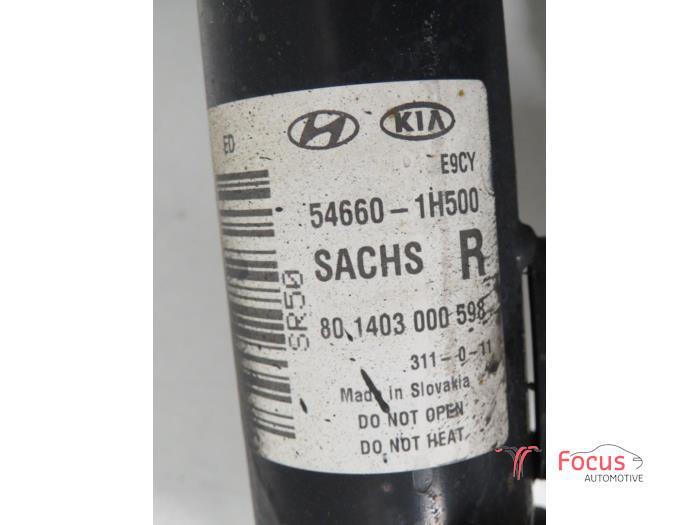 ED
KIA
E9CY
54660-1H500
SACHS R
SR50
80 1403 000 598
311-0-11
Made in Slovakia
DO NOT OPEN
DO NOT HEAT
Focus
AUTOMOTIVE